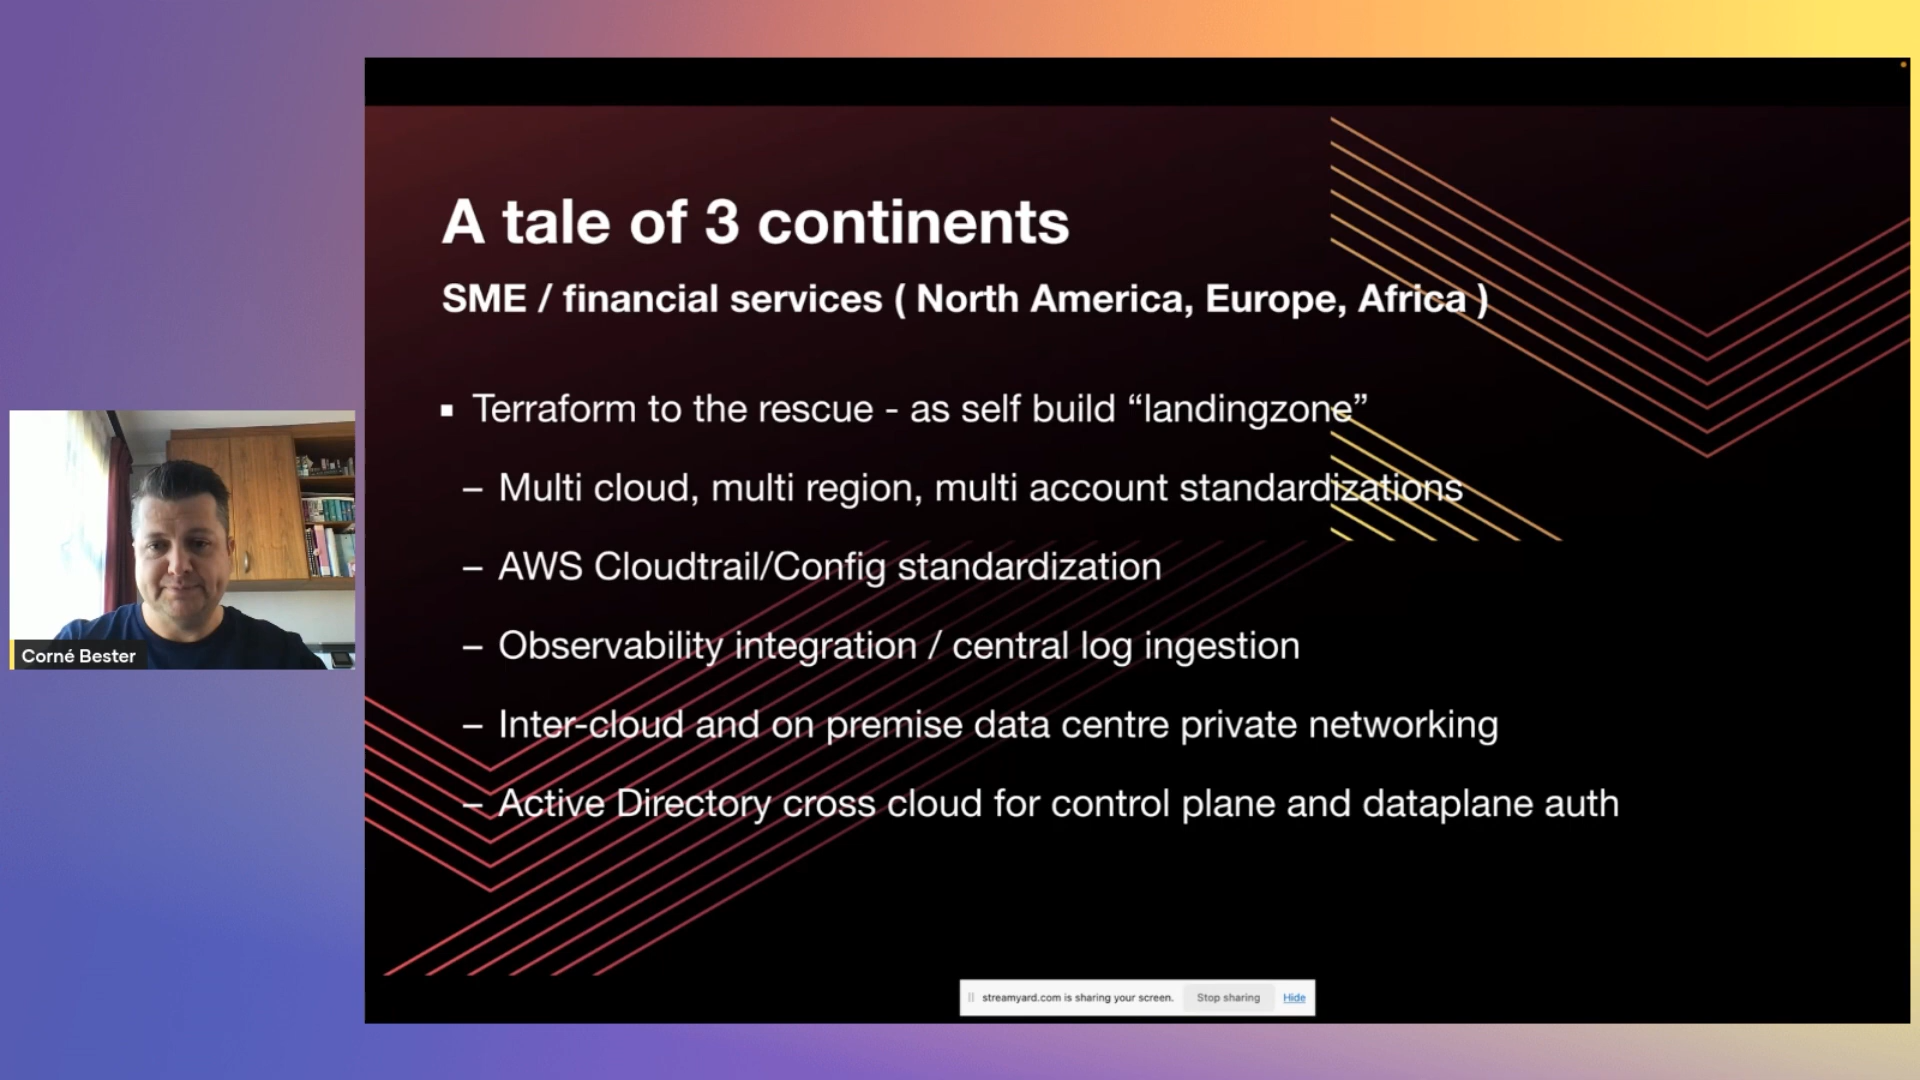 A tale of 3 continents
SME / financial services ( North America, Europe, Africa )
▪ Terraform to the rescue - as self build “landingzone”
– Multi cloud, multi region, multi account standardizations
– AWS Cloudtrail/Config standardization
– Observability integration / central log ingestion
– Inter-cloud and on premise data centre private networking
– Active Directory cross cloud for control plane and dataplane auth
Corné Bester
streamyard.com is sharing your screen. Stop sharing Hide